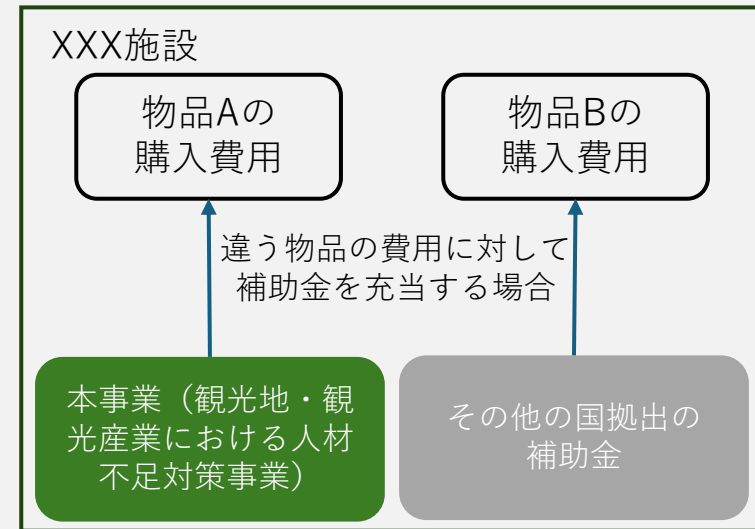 XXX施設
物品Aの
購入費用
物品Bの
購入費用
違う物品の費用に対して
補助金を充当する場合
本事業（観光地・観
光産業における人材
不足対策事業）
その他の国拠出の
補助金